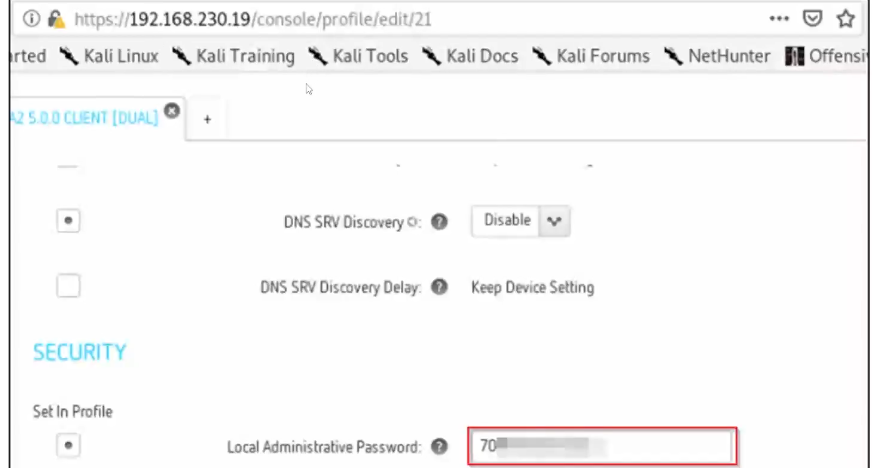 https://192.168.230.19/console/profile/edit/21
rted Kali Linux Kali Training Kali Tools Kali Docs Kali Forums NetHunter Offensi
A2 5.0.0 CLIENT [DUAL] +
DNS SRV Discovery : ? Disable
DNS SRV Discovery Delay: ? Keep Device Setting
SECURITY
Set In Profile
Local Administrative Password: ? 70